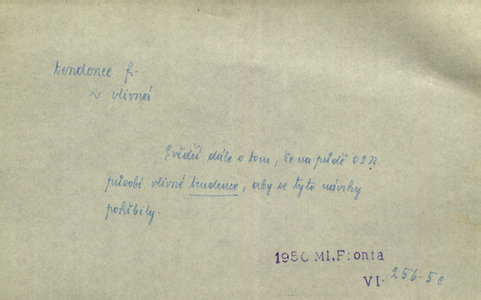 tendence f.
~ vlivná
Svědčí dále o tom, že na půdě OSN
působí vlivné tendence, aby se tyto návrhy
pohřbily.
1950 Ml.Fronta
VI. 256-5c